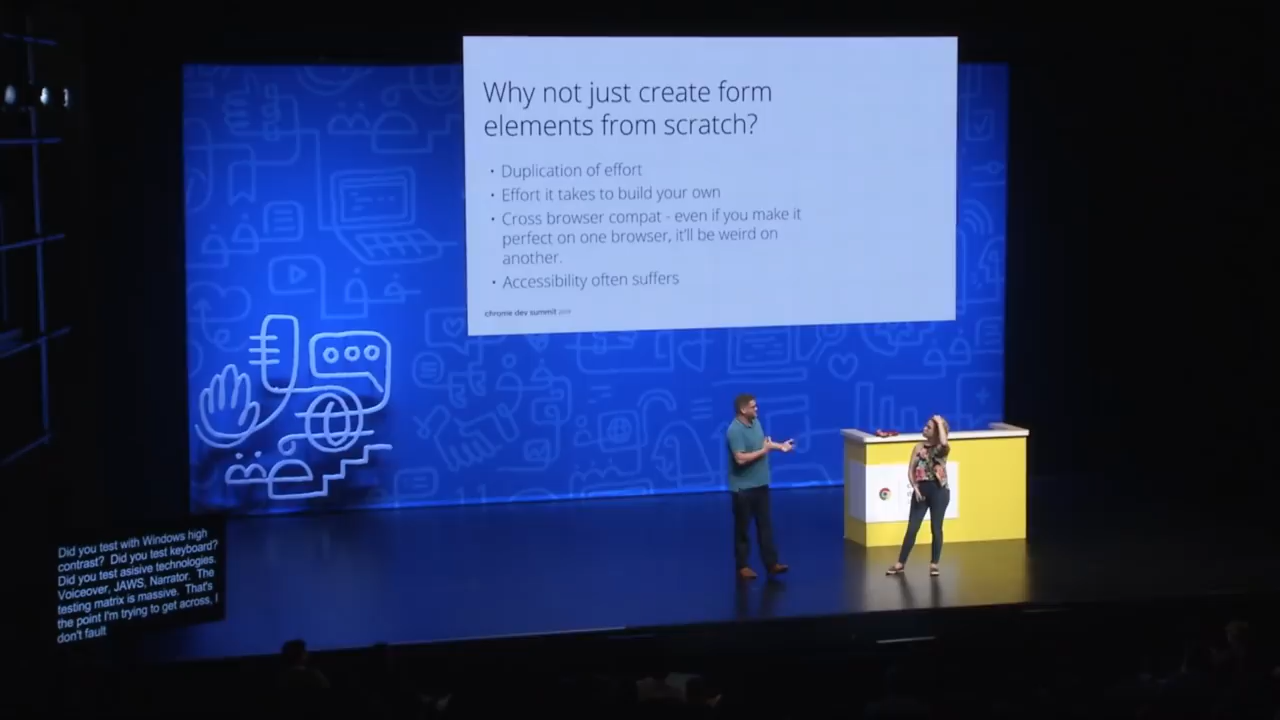 Why not just create form
elements from scratch?
• Duplication of effort
• Effort it takes to build your own
• Cross browser compat - even if you make it
perfect on one browser, it'll be weird on
another.
• Accessibility often suffers
chrome dev summit
Did you test with Windows high
contrast? Did you test keyboard?
Did you test asisive technologies.
Voiceover, JAWS, Narrator. The
testing matrix is massive. That's
the point I'm trying to get across, I
don't fault